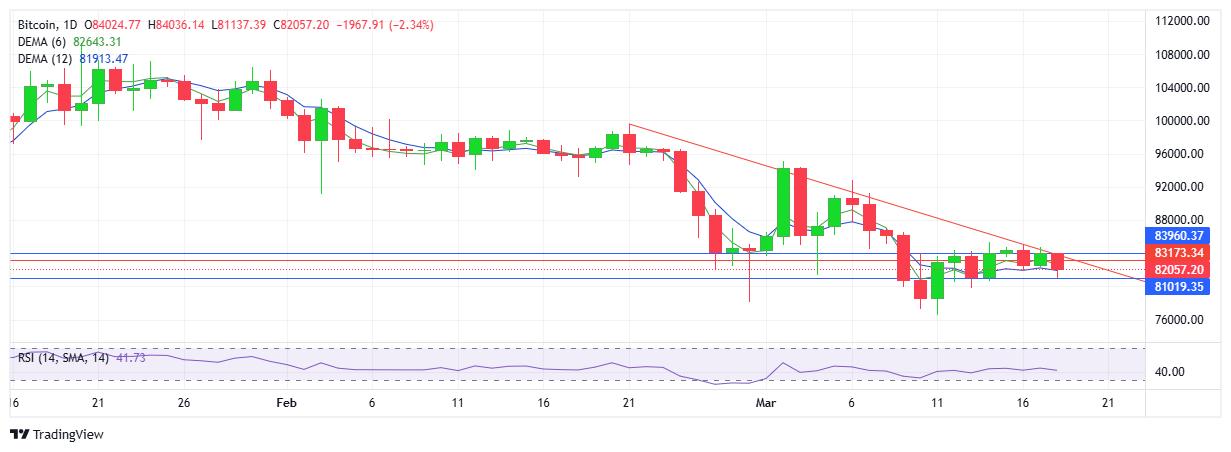 Bitcoin, 1D O84024.77 H84036.14 L81137.39 C82057.20 −1967.91 (−2.34%)
DEMA (6) 82643.31
DEMA (12) 81913.47
112000.00
108000.00
104000.00
100000.00
96000.00
92000.00
88000.00
83960.37
83173.34
82057.20
81019.35
76000.00
RSI (14, SMA, 14) 41.73
40.00
16 21 26 Feb 6 11 16 21 Mar 6 11 16 21
TradingView